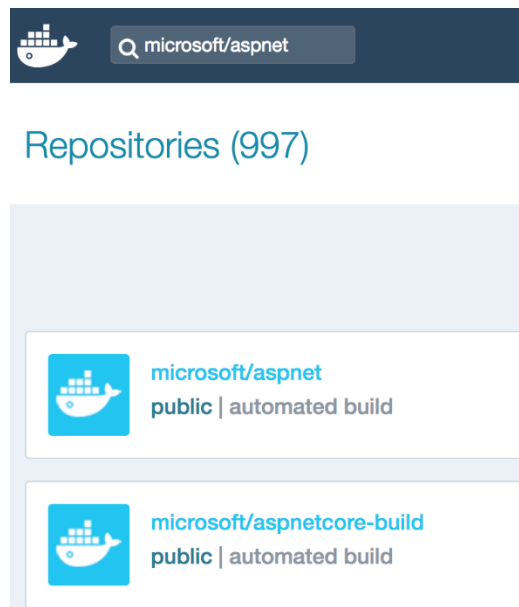 microsoft/aspnet
Repositories (997)
microsoft/aspnet
public | automated build
microsoft/aspnetcore-build
public | automated build